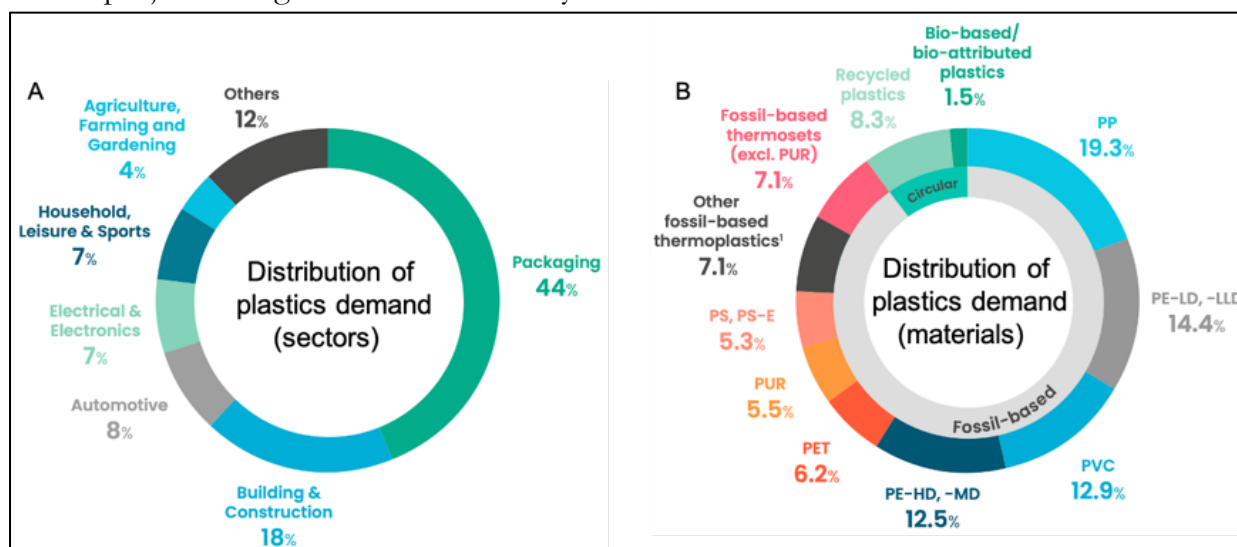 A
Others
12%
Agriculture,
Farming and
Gardening
4%
Household,
Leisure & Sports
7%
Electrical &
Electronics
7%
Automotive
8%
Building &
Construction
18%
Packaging
44%
Distribution of
plastics demand
(sectors)
B
Bio-based/
bio-attributed
plastics
1.5%
Recycled
plastics
8.3%
Fossil-based
thermosets
(excl. PUR)
7.1%
Other
fossil-based
thermoplastics¹
7.1%
PS, PS-E
5.3%
PUR
5.5%
PET
6.2%
PE-HD, -MD
12.5%
PVC
12.9%
PE-LD, -LLD
14.4%
PP
19.3%
Circular
Fossil-based
Distribution of
plastics demand
(materials)